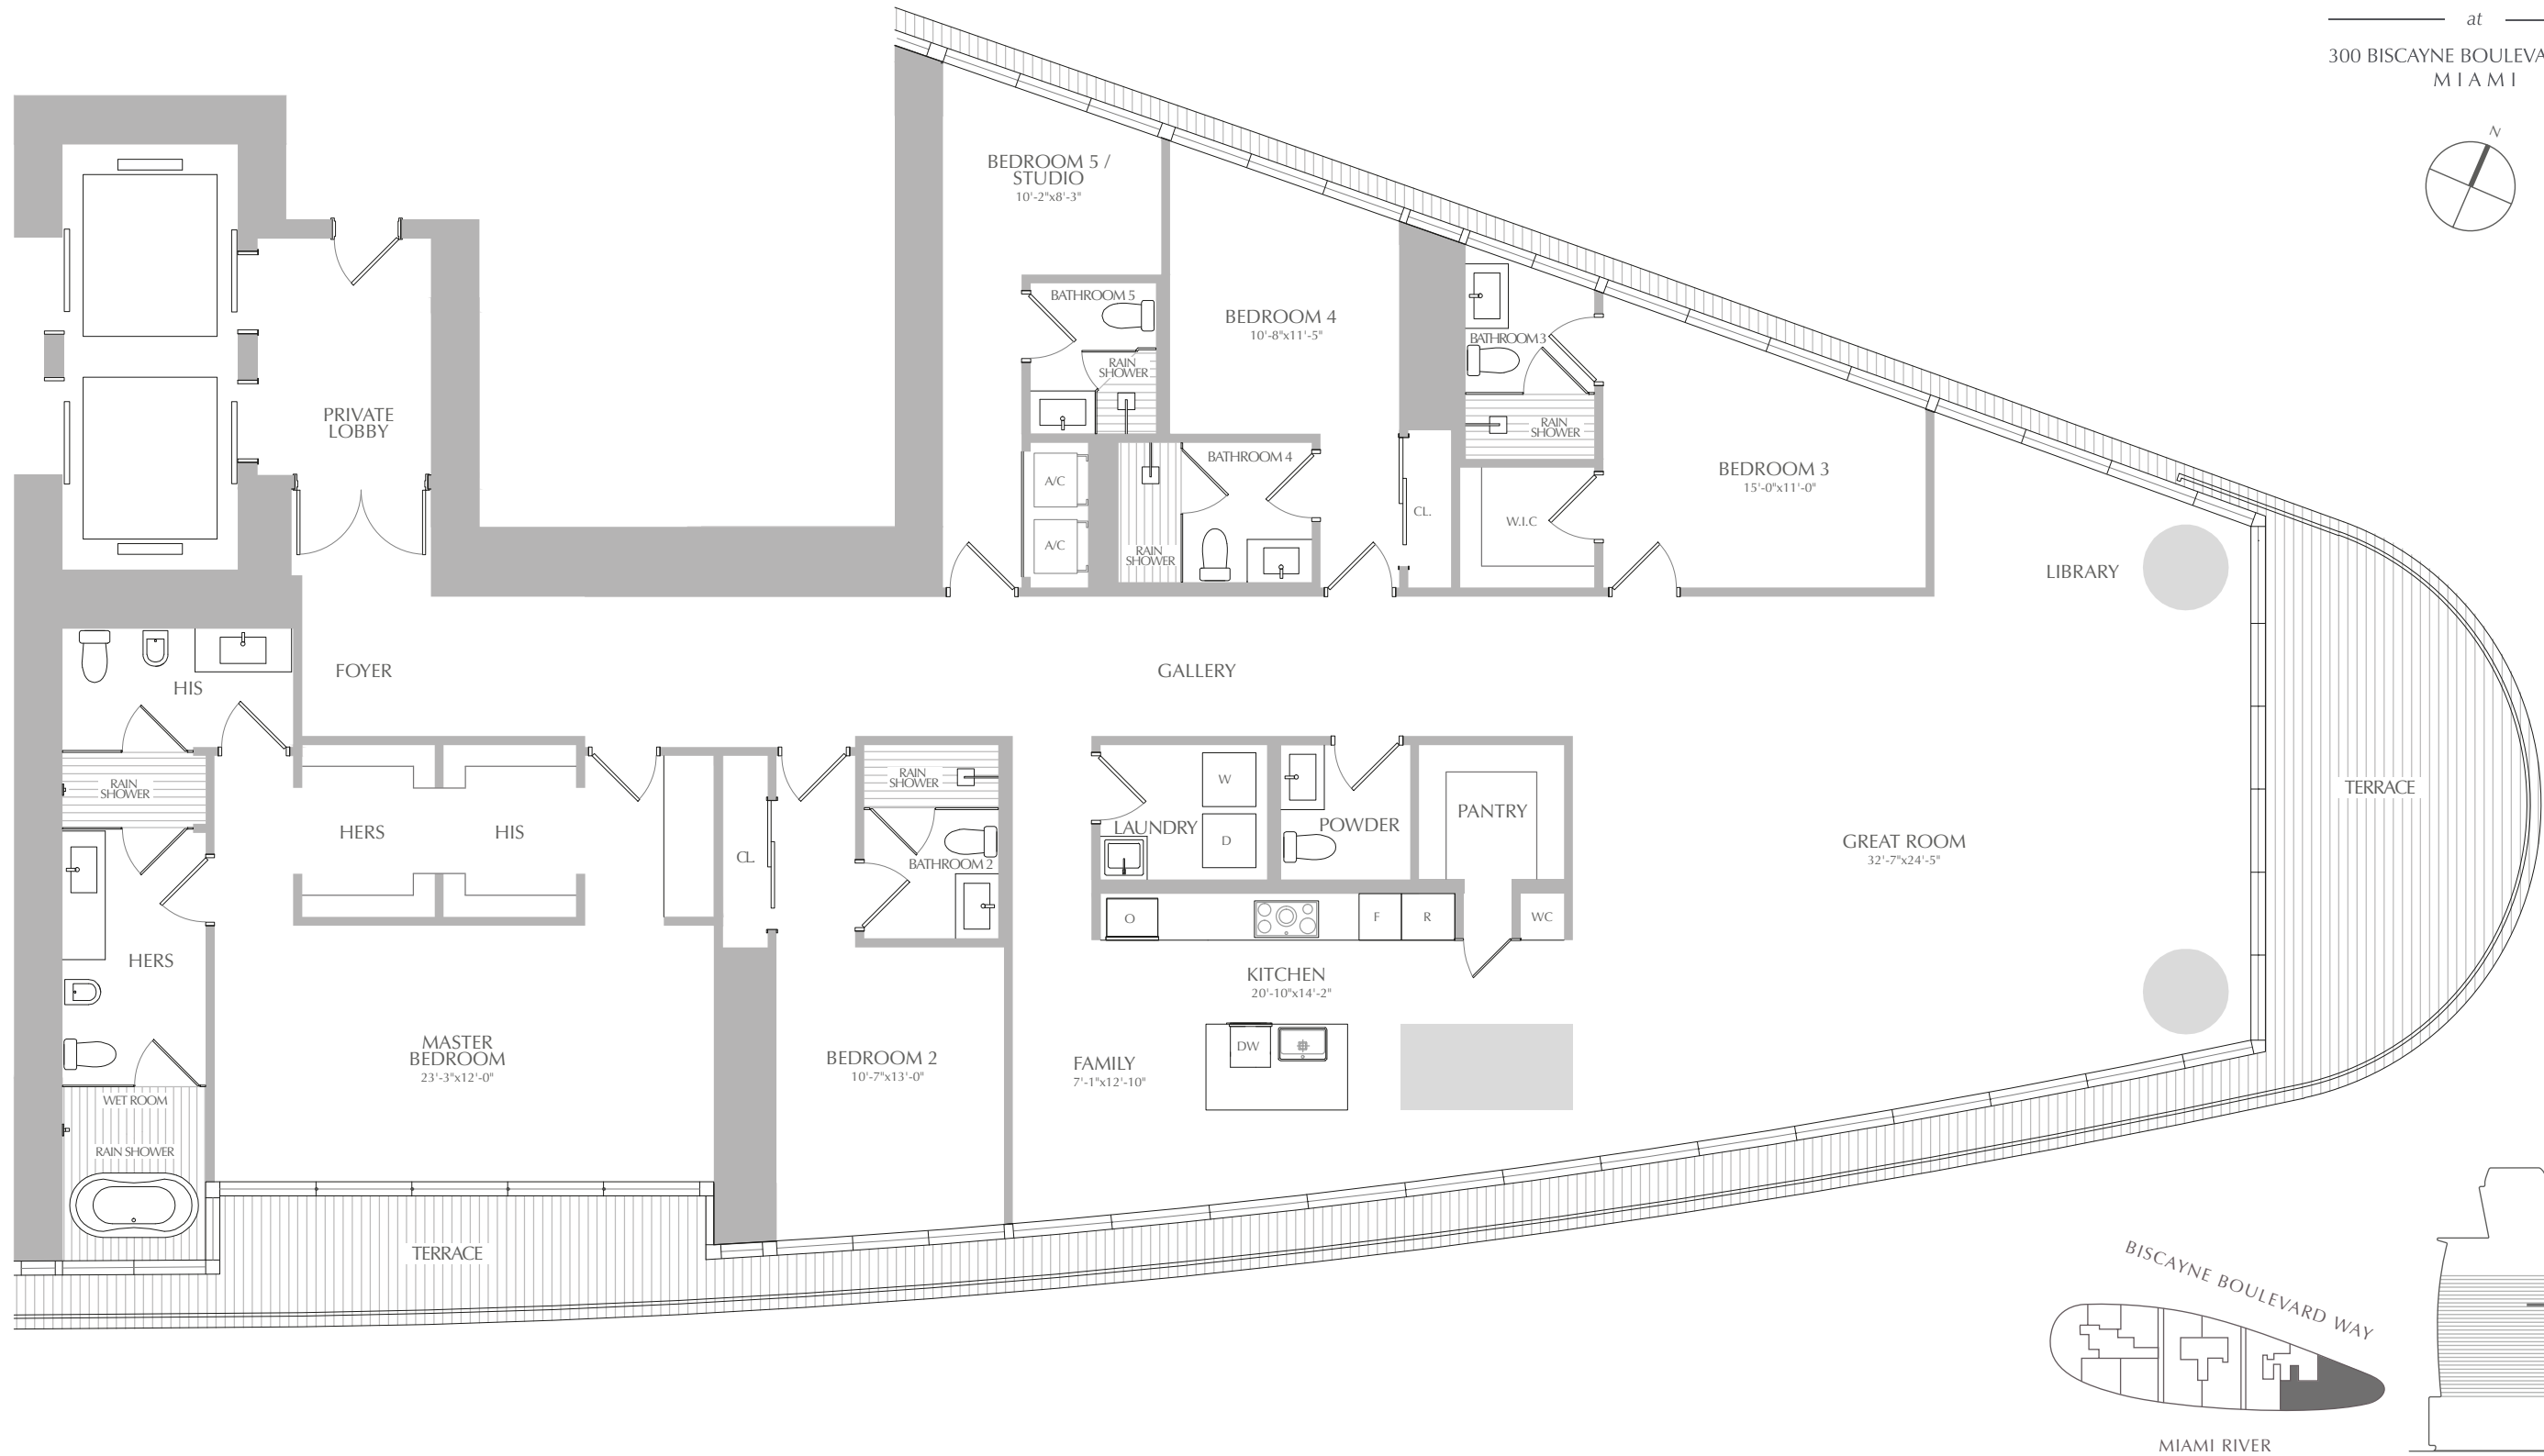 at
300 BISCAYNE BOULEVA
MIAMI
N
BEDROOM 5 /
STUDIO
10'-2"x8'-3"
BATHROOM 5
RAIN
SHOWER
BEDROOM 4
10'-8"x11'-5"
BATHROOM 3
RAIN
SHOWER
PRIVATE
LOBBY
A/C
A/C
BATHROOM 4
RAIN
SHOWER
CL.
W.I.C
BEDROOM 3
15'-0"x11'-0"
LIBRARY
HIS
FOYER
GALLERY
RAIN
SHOWER
HERS
HIS
CL.
RAIN
SHOWER
BATHROOM 2
W
D
LAUNDRY
POWDER
PANTRY
GREAT ROOM
32'-7"x24'-5"
TERRACE
O
F
R
WC
HERS
KITCHEN
20'-10"x14'-2"
MASTER
BEDROOM
23'-3"x12'-0"
BEDROOM 2
10'-7"x13'-0"
FAMILY
7'-1"x12'-10"
DW
WET ROOM
RAIN SHOWER
TERRACE
BISCAYNE BOULEVARD WAY
MIAMI RIVER